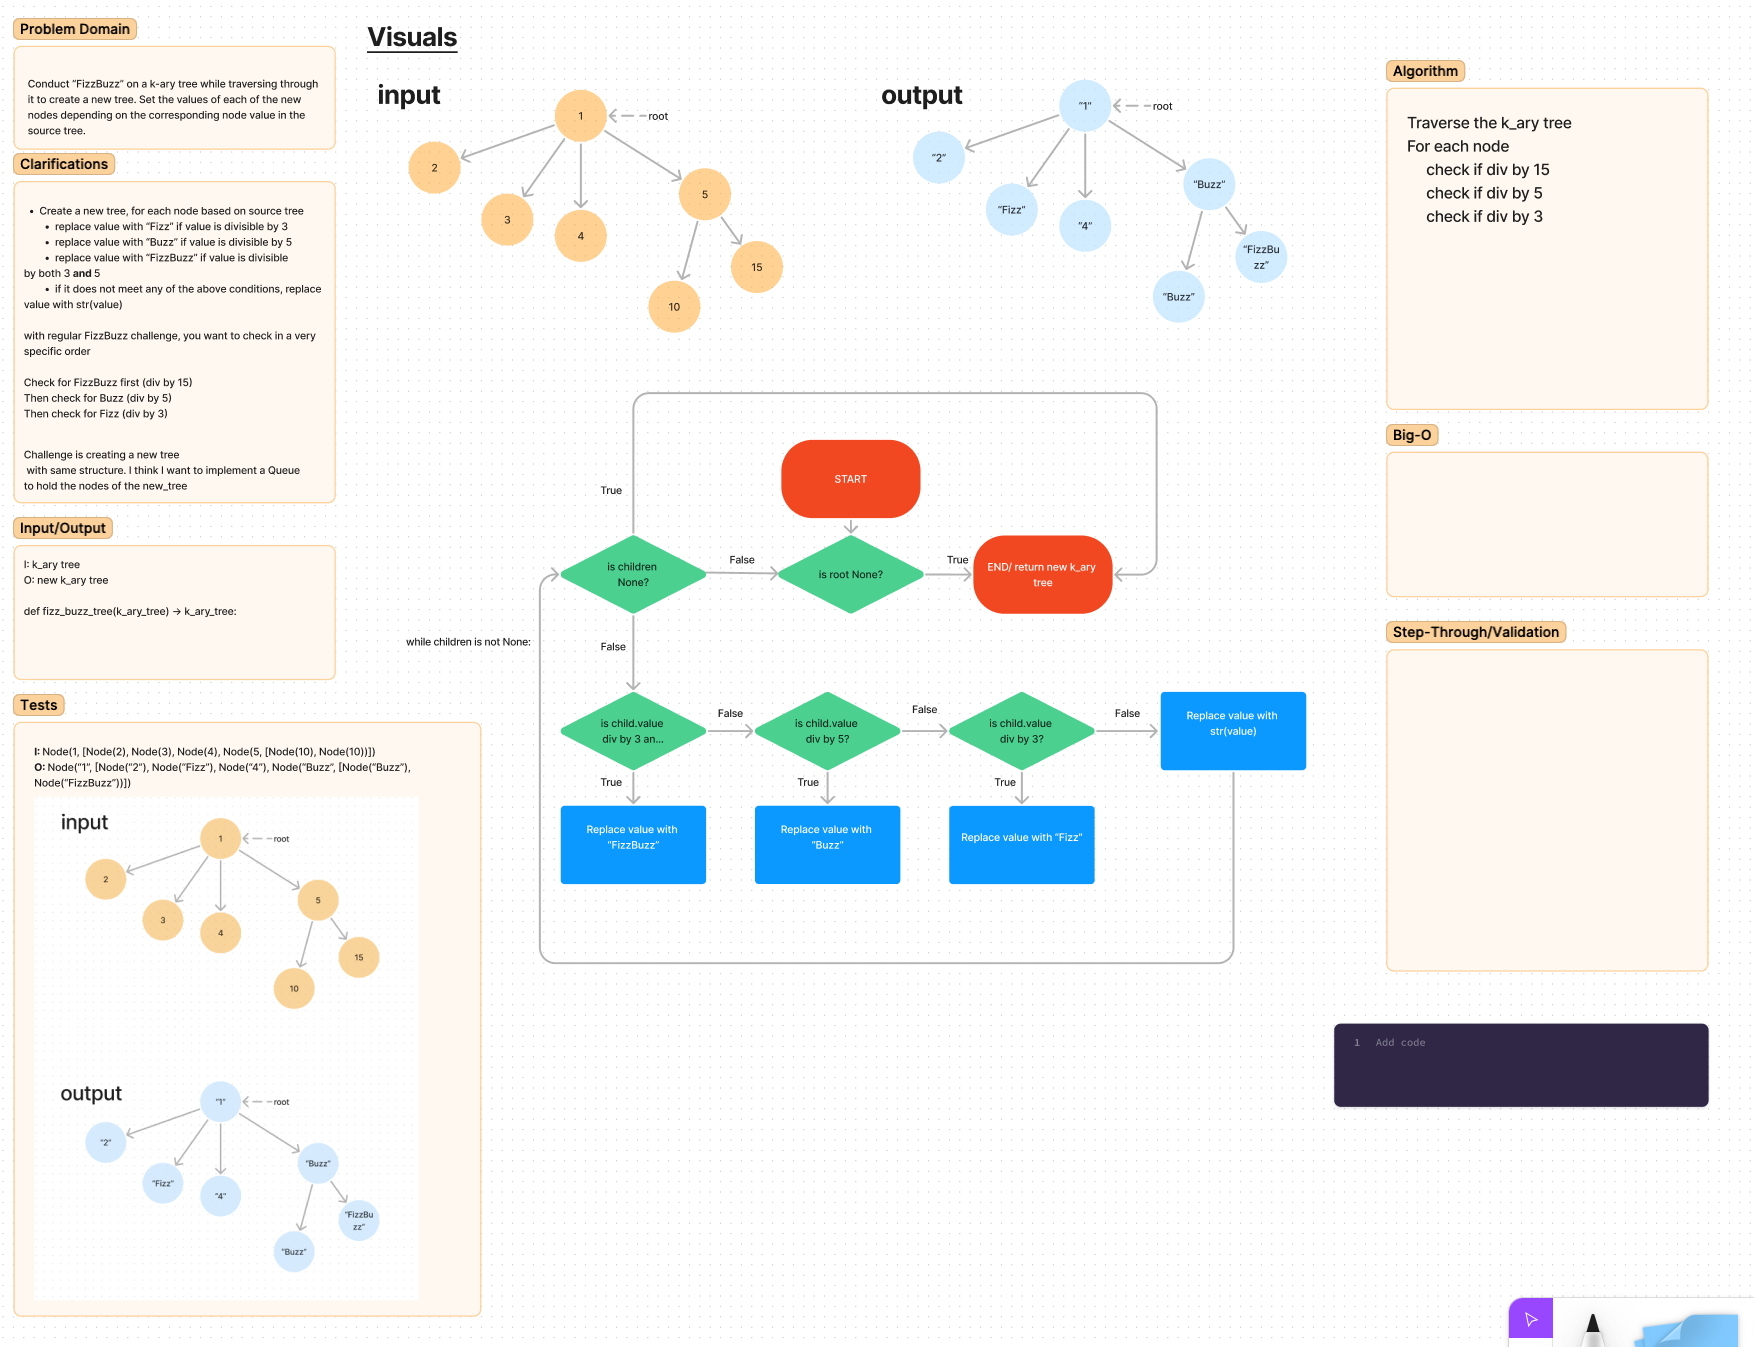 Problem Domain
Conduct “FizzBuzz” on a k-ary tree while traversing through
it to create a new tree. Set the values of each of the new
nodes depending on the corresponding node value in the
source tree.
Clarifications
• Create a new tree, for each node based on source tree
• replace value with “Fizz” if value is divisible by 3
• replace value with “Buzz” if value is divisible by 5
• replace value with “FizzBuzz” if value is divisible
by both 3 and 5
• if it does not meet any of the above conditions, replace
value with str(value)
with regular FizzBuzz challenge, you want to check in a very
specific order
Check for FizzBuzz first (div by 15)
Then check for Buzz (div by 5)
Then check for Fizz (div by 3)
Challenge is creating a new tree
with same structure. I think I want to implement a Queue
to hold the nodes of the new_tree
Input/Output
I: k_ary tree
O: new k_ary tree
def fizz_buzz_tree(k_ary_tree) → k_ary_tree:
Tests
I: Node(1, [Node(2), Node(3), Node(4), Node(5, [Node(10), Node(10))])
O: Node(“1”, [Node(“2”), Node(“Fizz”), Node(“4”), Node(“Buzz”, [Node(“Buzz”),
Node(“FizzBuzz”))])
input
1
root
2
3
4
5
15
10
output
“1”
root
“2”
“Fizz”
“4”
“Buzz”
“FizzBu
zz”
“Buzz”
Visuals
input
1
root
2
3
4
5
15
10
output
“1”
root
“2”
“Fizz”
“4”
“Buzz”
“FizzBu
zz”
“Buzz”
START
True
is children
None?
False
is root None?
True
END/ return new k_ary
tree
while children is not None:
False
is child.value
div by 3 an...
False
is child.value
div by 5?
False
is child.value
div by 3?
False
Replace value with
str(value)
True
True
True
Replace value with
“FizzBuzz”
Replace value with
“Buzz”
Replace value with “Fizz”
Algorithm
Traverse the k_ary tree
For each node
check if div by 15
check if div by 5
check if div by 3
Big-O
Step-Through/Validation
1 Add code